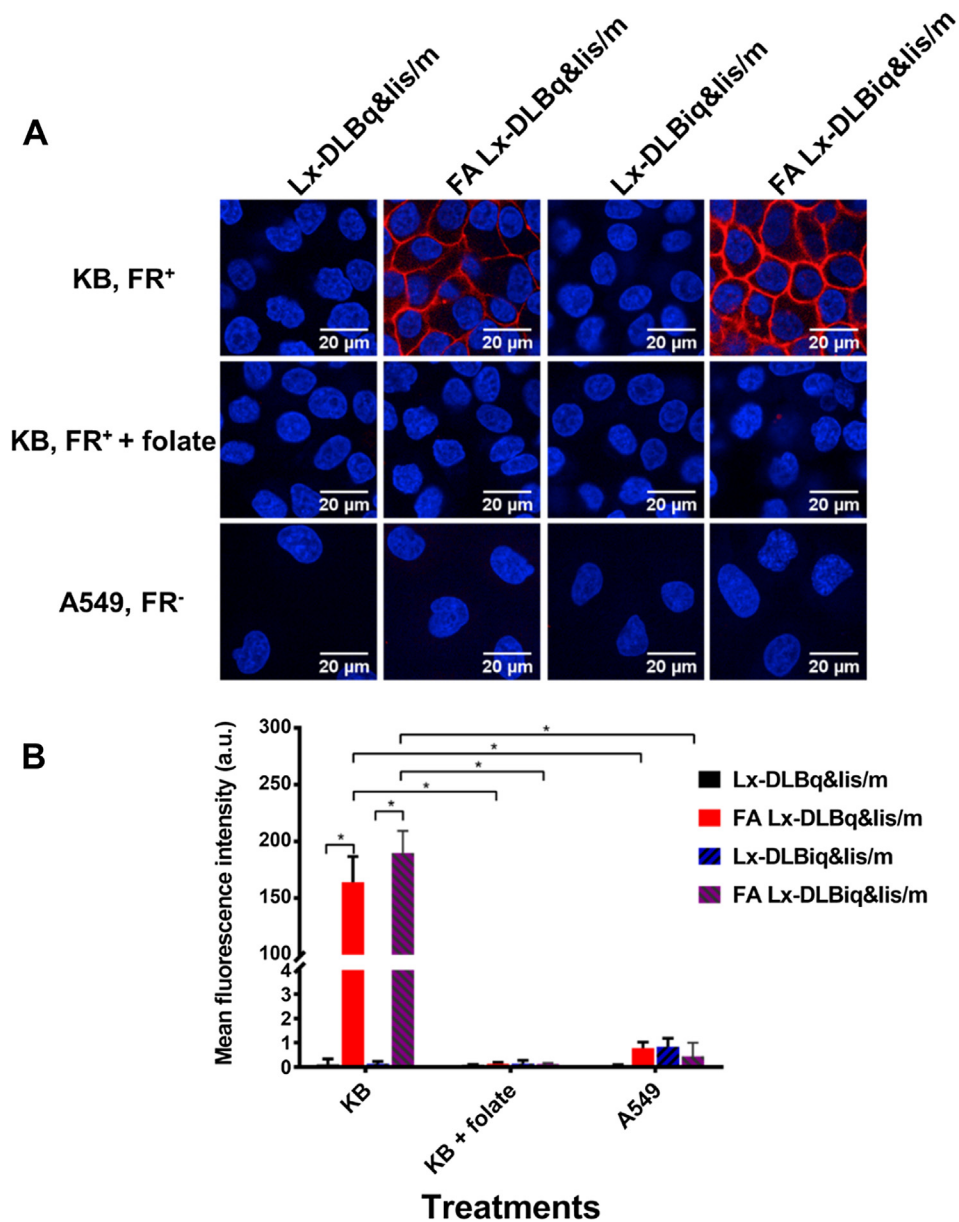 A
Lx-DLBq&lis/m
FA Lx-DLBq&lis/m
Lx-DLBiq&lis/m
FA Lx-DLBiq&lis/m
KB, FR⁺
20 µm
20 µm
20 µm
20 µm
KB, FR⁺ + folate
20 µm
20 µm
20 µm
20 µm
A549, FR⁻
20 µm
20 µm
20 µm
20 µm
B
Mean fluorescence intensity (a.u.)
300
250
200
150
100
4
3
2
1
0
*
*
*
*
*
*
Lx-DLBq&lis/m
FA Lx-DLBq&lis/m
Lx-DLBiq&lis/m
FA Lx-DLBiq&lis/m
KB
KB + folate
A549
Treatments